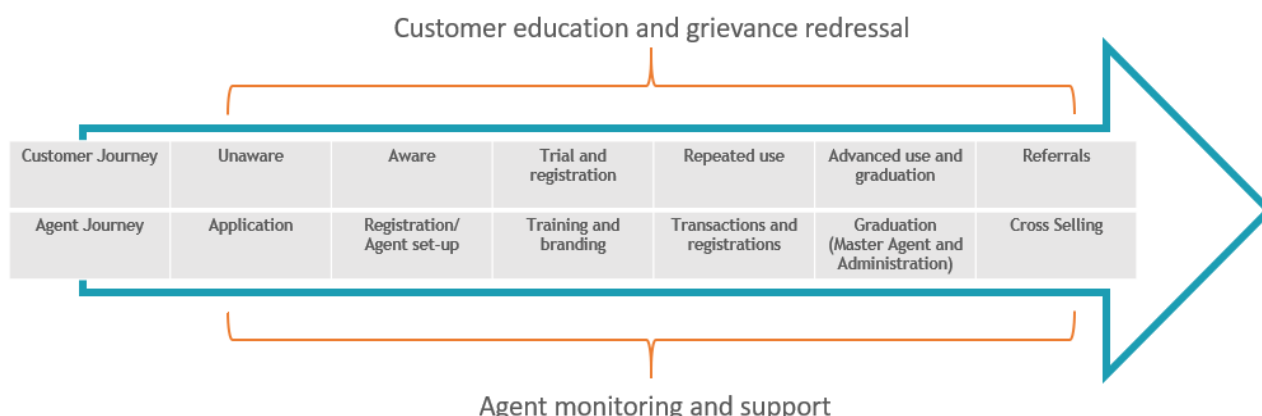 Customer education and grievance redressal
Customer Journey
Unaware
Aware
Trial and
registration
Repeated use
Advanced use and
graduation
Referrals
Agent Journey
Application
Registration/
Agent set-up
Training and
branding
Transactions and
registrations
Graduation
(Master Agent and
Administration)
Cross Selling
Agent monitoring and support